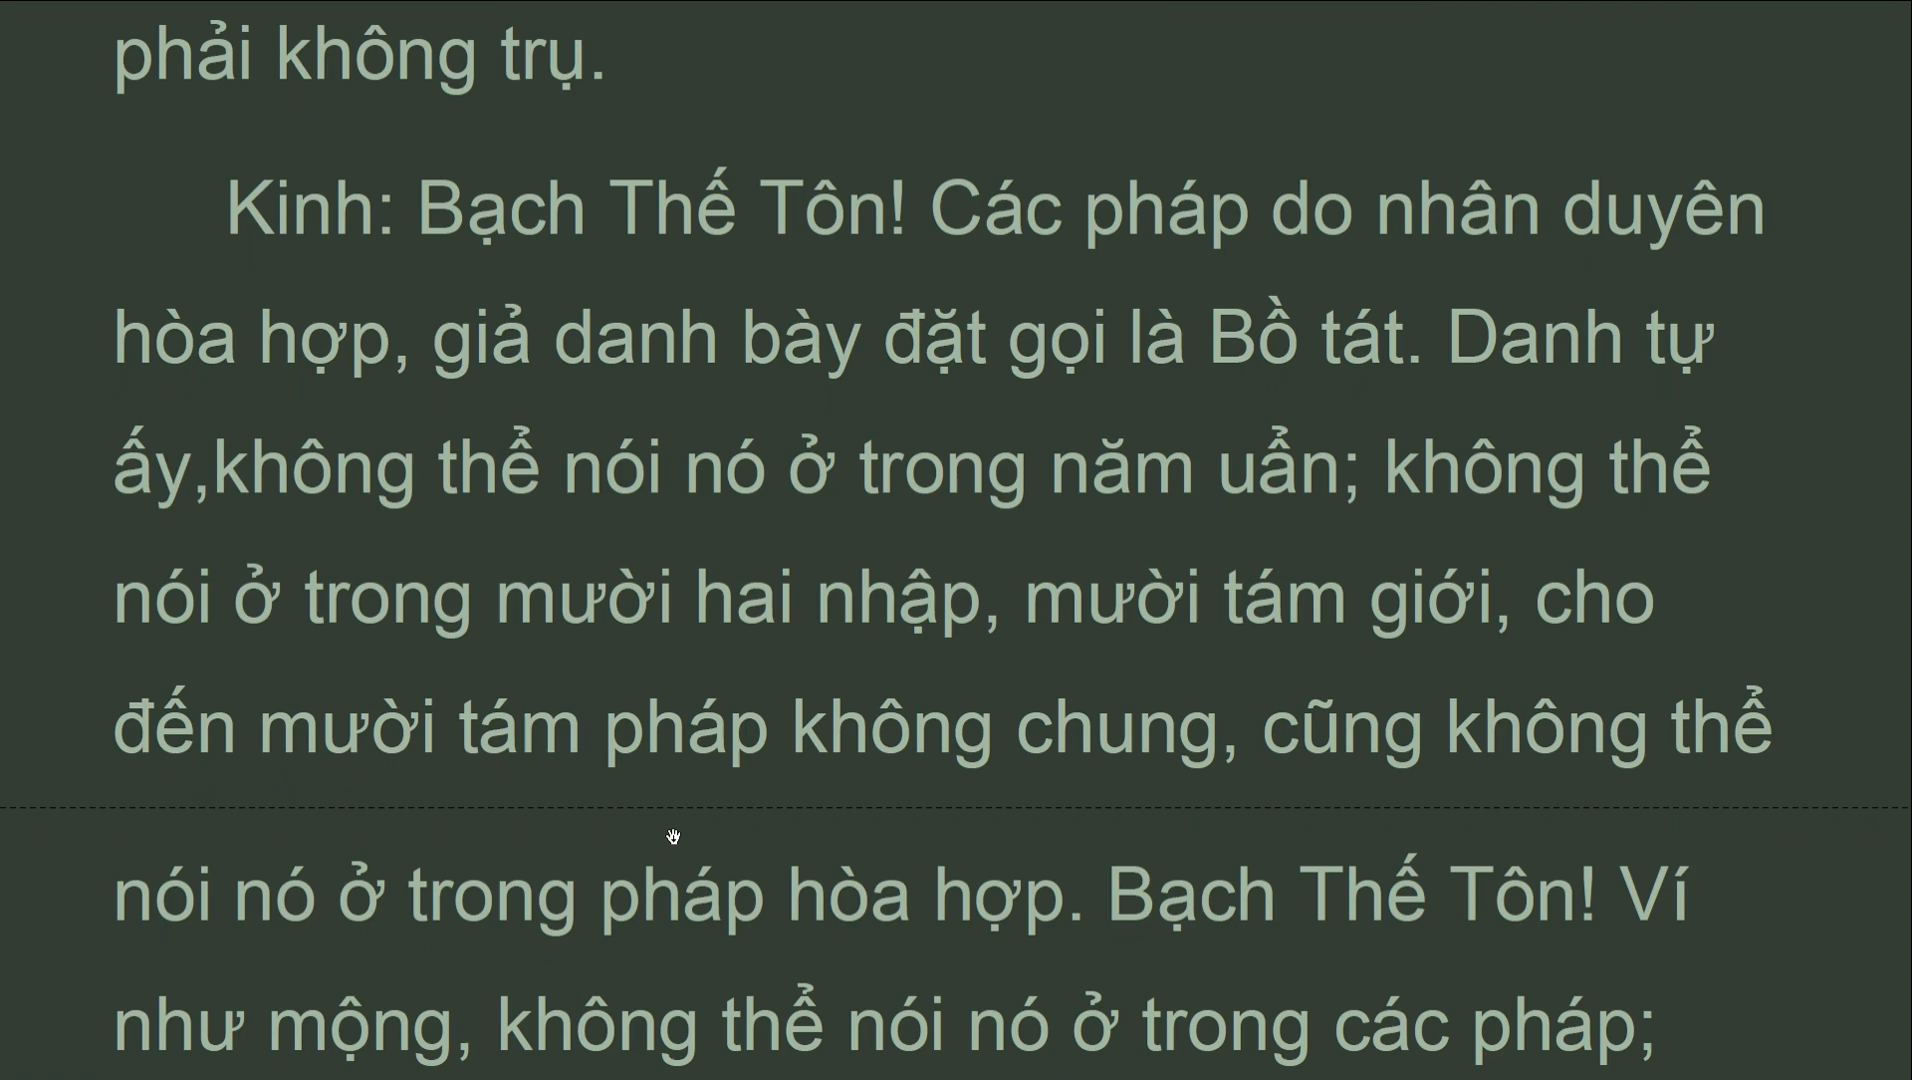 phải không trụ.
Kinh: Bạch Thế Tôn! Các pháp do nhân duyên
hòa hợp, giả danh bày đặt gọi là Bồ tát. Danh tự
ấy,không thể nói nó ở trong năm uẩn; không thể
nói ở trong mười hai nhập, mười tám giới, cho
đến mười tám pháp không chung, cũng không thể
nói nó ở trong pháp hòa hợp. Bạch Thế Tôn! Ví
như mộng, không thể nói nó ở trong các pháp;